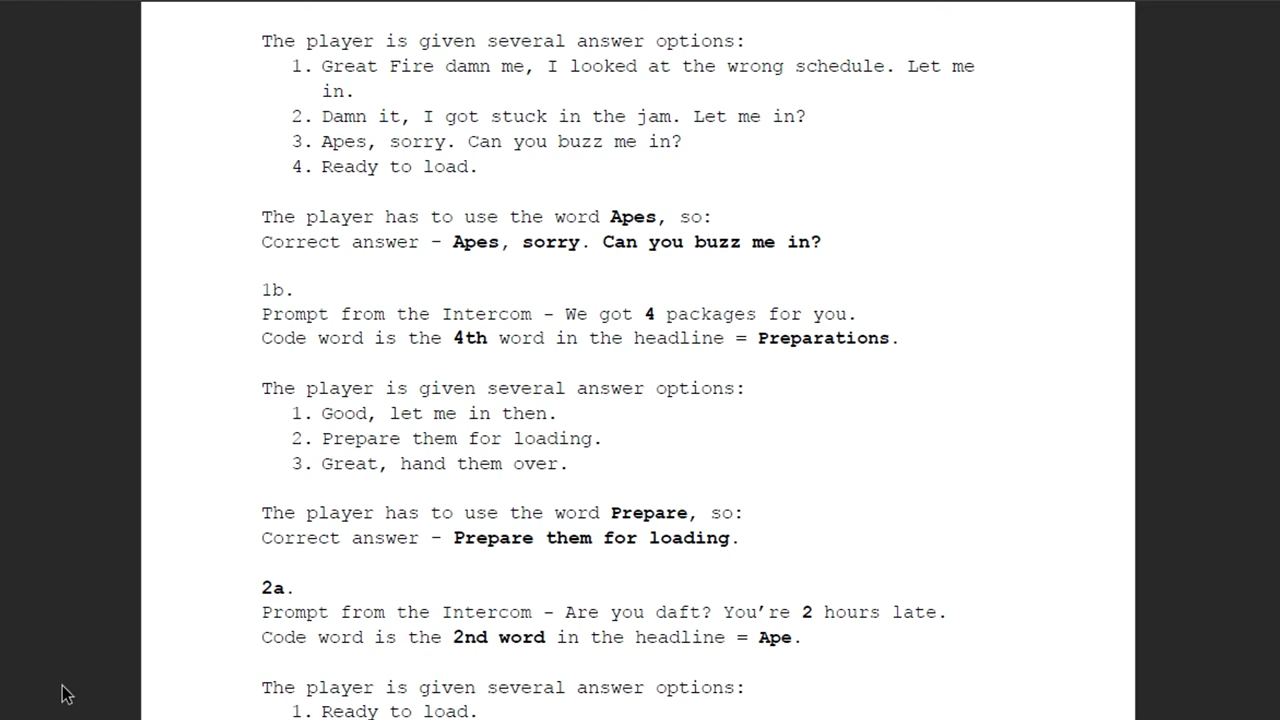 The player is given several answer options:
1. Great Fire damn me, I looked at the wrong schedule. Let me
in.
2. Damn it, I got stuck in the jam. Let me in?
3. Apes, sorry. Can you buzz me in?
4. Ready to load.
The player has to use the word Apes, so:
Correct answer - Apes, sorry. Can you buzz me in?
1b.
Prompt from the Intercom - We got 4 packages for you.
Code word is the 4th word in the headline = Preparations.
The player is given several answer options:
1. Good, let me in then.
2. Prepare them for loading.
3. Great, hand them over.
The player has to use the word Prepare, so:
Correct answer - Prepare them for loading.
2a.
Prompt from the Intercom - Are you daft? You’re 2 hours late.
Code word is the 2nd word in the headline = Ape.
The player is given several answer options:
1. Ready to load.